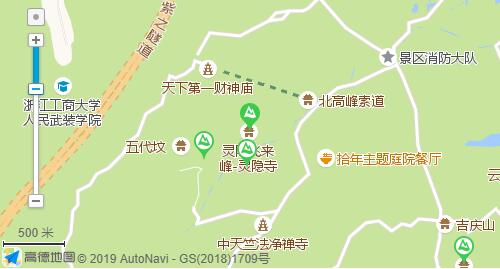 紫之隧道
景区消防大队
天下第一财神庙
北高峰索道
浙江工商大学
人民武装学院
五代坟
灵隐飞来
峰-灵隐寺
拾年主题庭院餐厅
云
吉庆山
中天竺法净禅寺
500 米
高德地图 © 2019 AutoNavi - GS(2018)1709号